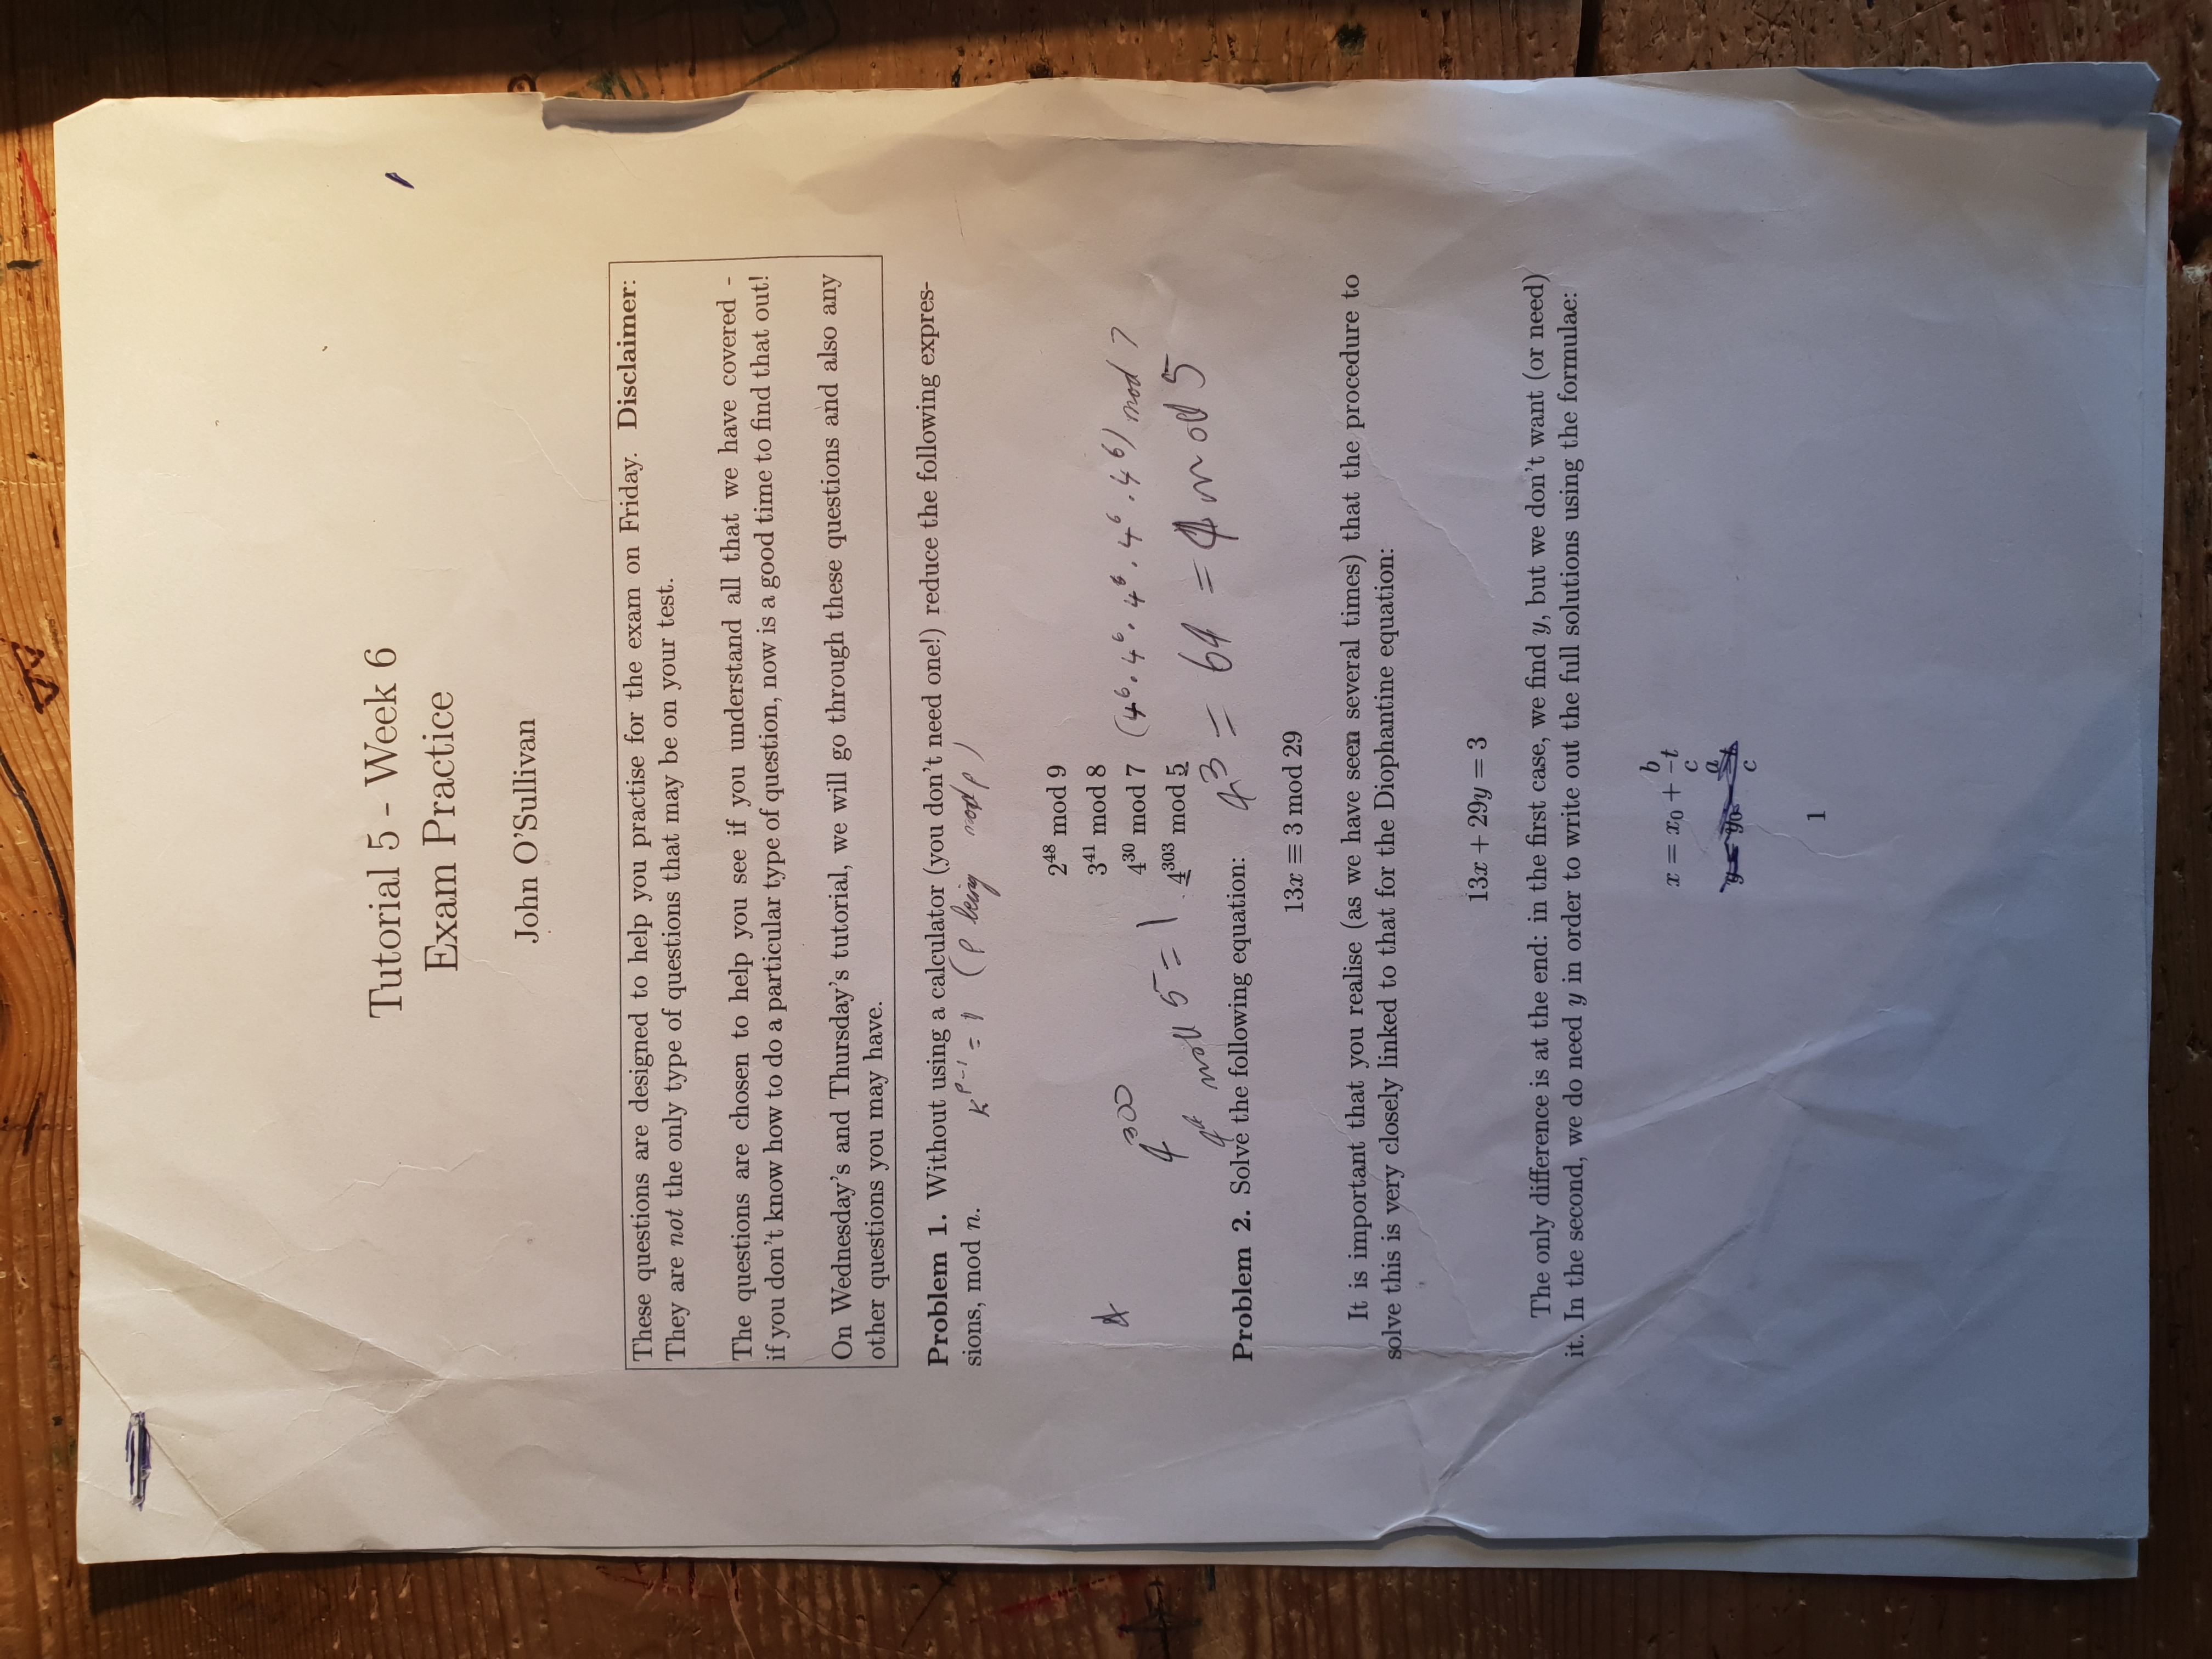 Tutorial 5 - Week 6
Exam Practice
John O'Sullivan
These questions are designed to help you practise for the exam on Friday. Disclaimer:
They are not the only type of questions that may be on your test.
The questions are chosen to help you see if you understand all that we have covered -
if you don't know how to do a particular type of question, now is a good time to find that out!
On Wednesday's and Thursday's tutorial, we will go through these questions and also any
other questions you may have.
Problem 1. Without using a calculator (you don't need one!) reduce the following expres-
sions, mod n.
k^{p-1} = 1 (p being mod p)
2^{48} mod 9
3^{41} mod 8
4^{30} mod 7 (4^6 . 4^6 . 4^6 . 4^6 . 4^6) mod 7
4^{300}
4^{303} mod 5
4^4 mod 5 = 1
4^3 = 64 = 4 mod 5
Problem 2. Solve the following equation:
13x ≡ 3 mod 29
It is important that you realise (as we have seen several times) that the procedure to
solve this is very closely linked to that for the Diophantine equation:
13x + 29y = 3
The only difference is at the end: in the first case, we find y, but we don't want (or need)
it. In the second, we do need y in order to write out the full solutions using the formulae:
x = x₀ + b/c t
y = y₀ − a/c t
1